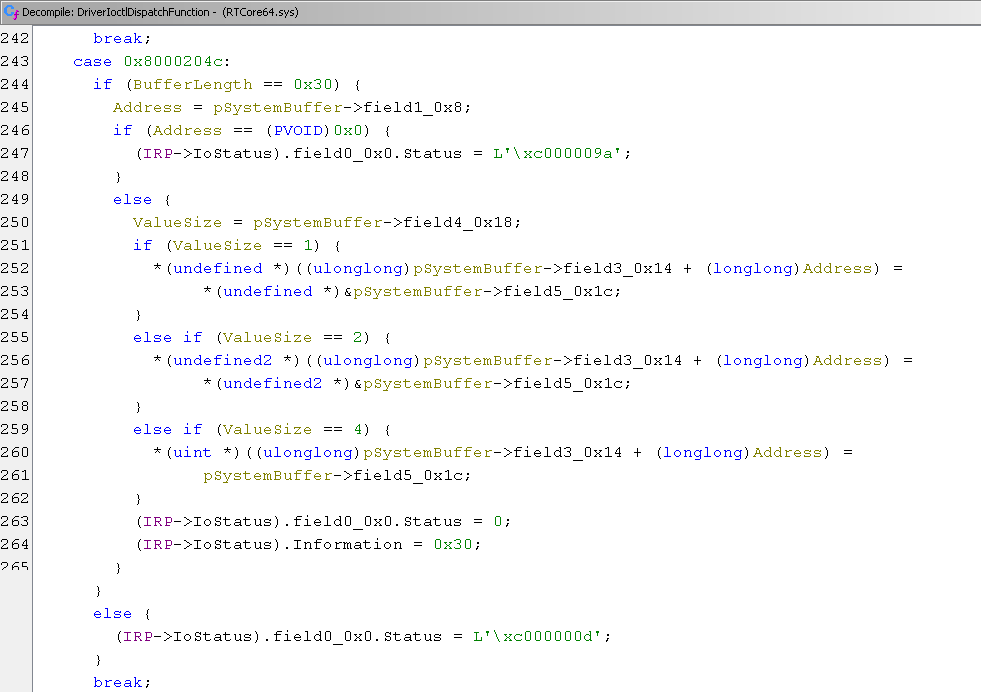 Decompile: DriverIoctlDispatchFunction - (RTCore64.sys)
242 break;
243 case 0x8000204c:
244 if (BufferLength == 0x30) {
245 Address = pSystemBuffer->field1_0x8;
246 if (Address == (PVOID)0x0) {
247 (IRP->IoStatus).field0_0x0.Status = L'\xc000009a';
248 }
249 else {
250 ValueSize = pSystemBuffer->field4_0x18;
251 if (ValueSize == 1) {
252 *(undefined *)((ulonglong)pSystemBuffer->field3_0x14 + (longlong)Address) =
253 *(undefined *)&pSystemBuffer->field5_0x1c;
254 }
255 else if (ValueSize == 2) {
256 *(undefined2 *)((ulonglong)pSystemBuffer->field3_0x14 + (longlong)Address) =
257 *(undefined2 *)&pSystemBuffer->field5_0x1c;
258 }
259 else if (ValueSize == 4) {
260 *(uint *)((ulonglong)pSystemBuffer->field3_0x14 + (longlong)Address) =
261 pSystemBuffer->field5_0x1c;
262 }
263 (IRP->IoStatus).field0_0x0.Status = 0;
264 (IRP->IoStatus).Information = 0x30;
265 }
}
else {
(IRP->IoStatus).field0_0x0.Status = L'\xc000000d';
}
break;